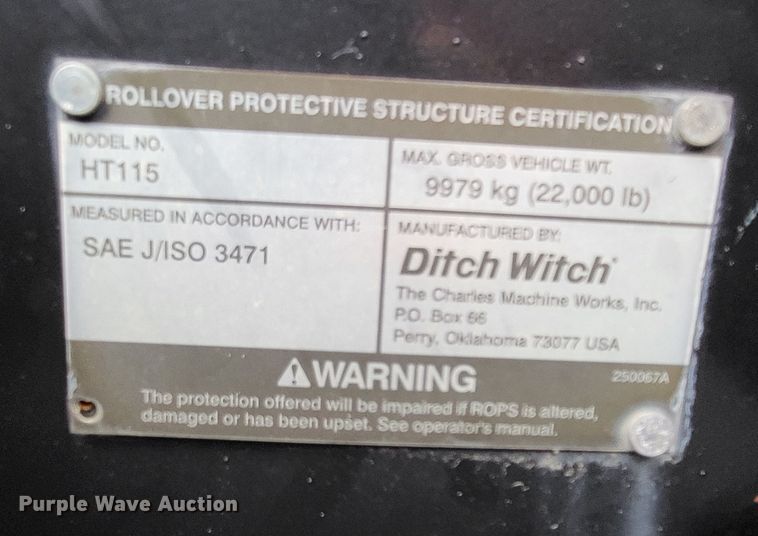 ROLLOVER PROTECTIVE STRUCTURE CERTIFICATION
MODEL NO.
HT115
MAX. GROSS VEHICLE WT.
9979 kg (22,000 lb)
MEASURED IN ACCORDANCE WITH:
SAE J/ISO 3471
MANUFACTURED BY:
Ditch Witch®
The Charles Machine Works, Inc.
P.O. Box 66
Perry, Oklahoma 73077 USA
WARNING
250067A
The protection offered will be impaired if ROPS is altered,
damaged or has been upset. See operator's manual.
Purple Wave Auction